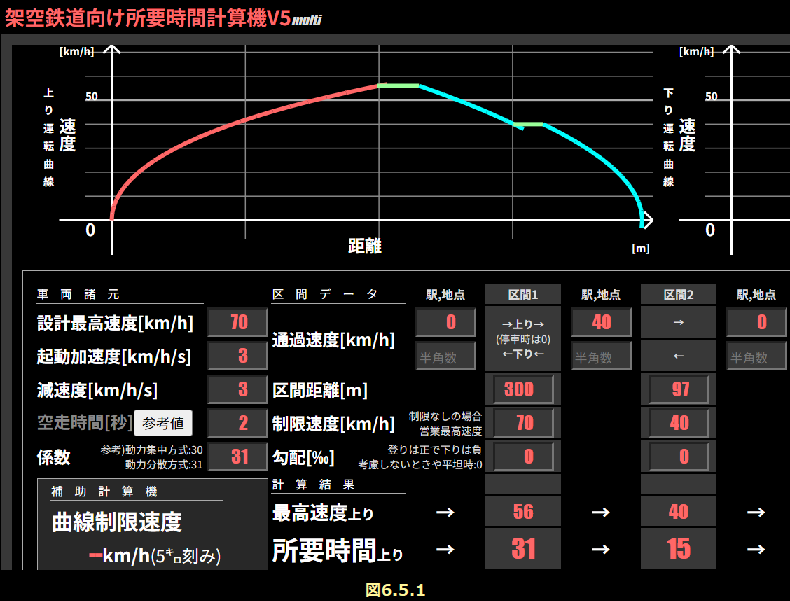 架空鉄道向け所要時間計算機V5molti
[km/h]
50
上り運転曲線
速度
0
距離
[m]
[km/h]
50
下り運転曲線
速度
0
車両諸元
設計最高速度[km/h] 70
起動加速度[km/h/s] 3
減速度[km/h/s] 3
空走時間[秒] 参考値 2
係数 参考)動力集中方式:30 動力分散方式:31 31
補助計算機
曲線制限速度
ーkm/h(5㌔刻み)
区間データ 駅,地点 区間1 駅,地点 区間2 駅,地点
通過速度[km/h] 0 →上り→ 40 → 0
(停車時は0)
半角数 ←下り← 半角数 ← 半角数
区間距離[m] 300 97
制限速度[km/h] 制限なしの場合 営業最高速度 70 40
勾配[‰] 登りは正で下りは負 考慮しないときや平坦時:0 0 0
計算結果
最高速度上り → 56 → 40 →
所要時間上り → 31 → 15 →
図6.5.1